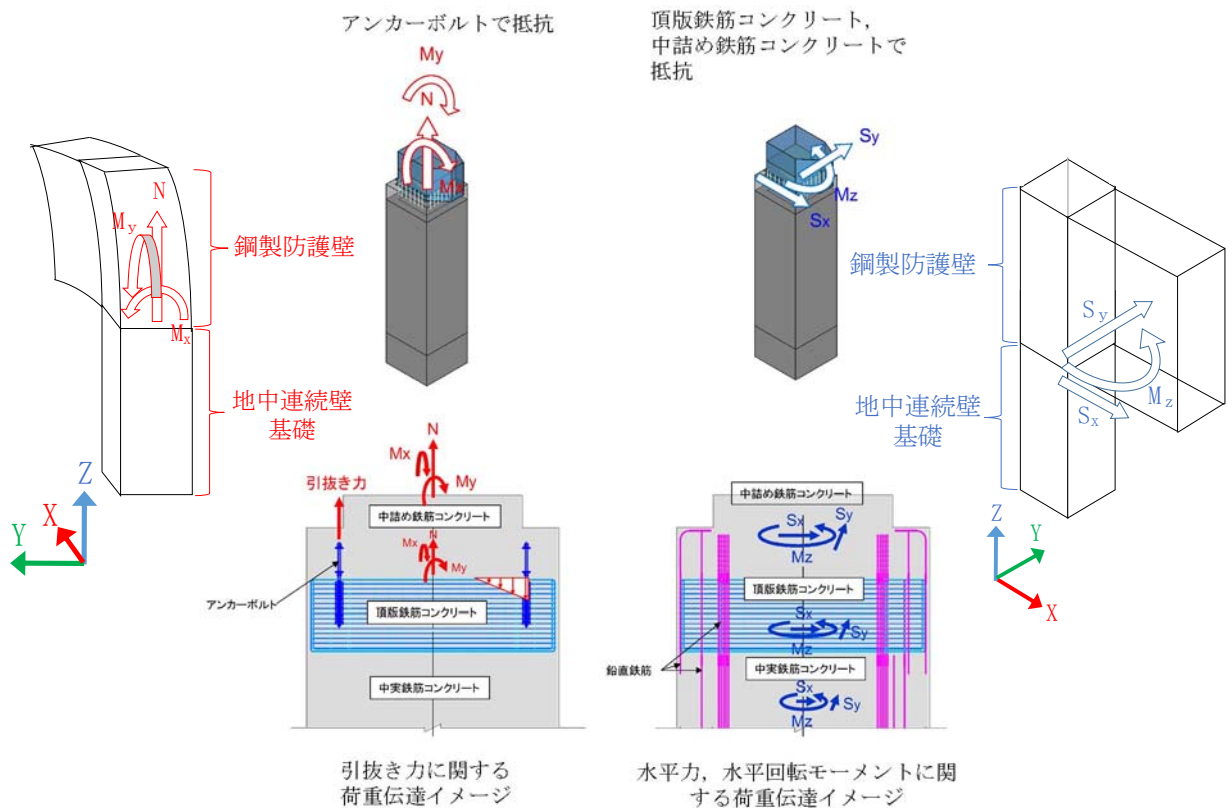 アンカーボルトで抵抗
My
N
Mx
頂版鉄筋コンクリート，
中詰め鉄筋コンクリートで
抵抗
Sy
Mz
Sx
N
My
Mx
鋼製防護壁
地中連続壁
基礎
Z
X
Y
鋼製防護壁
地中連続壁
基礎
Sy
Mz
Sx
Z
Y
X
N
Mx
My
引抜き力
中詰め鉄筋コンクリート
N
Mx
My
アンカーボルト
頂版鉄筋コンクリート
中実鉄筋コンクリート
引抜き力に関する
荷重伝達イメージ
中詰め鉄筋コンクリート
Sx
Sy
Mz
頂版鉄筋コンクリート
Sx
Sy
Mz
鉛直鉄筋
中実鉄筋コンクリート
Sx
Sy
Mz
水平力，水平回転モーメントに関
する荷重伝達イメージ